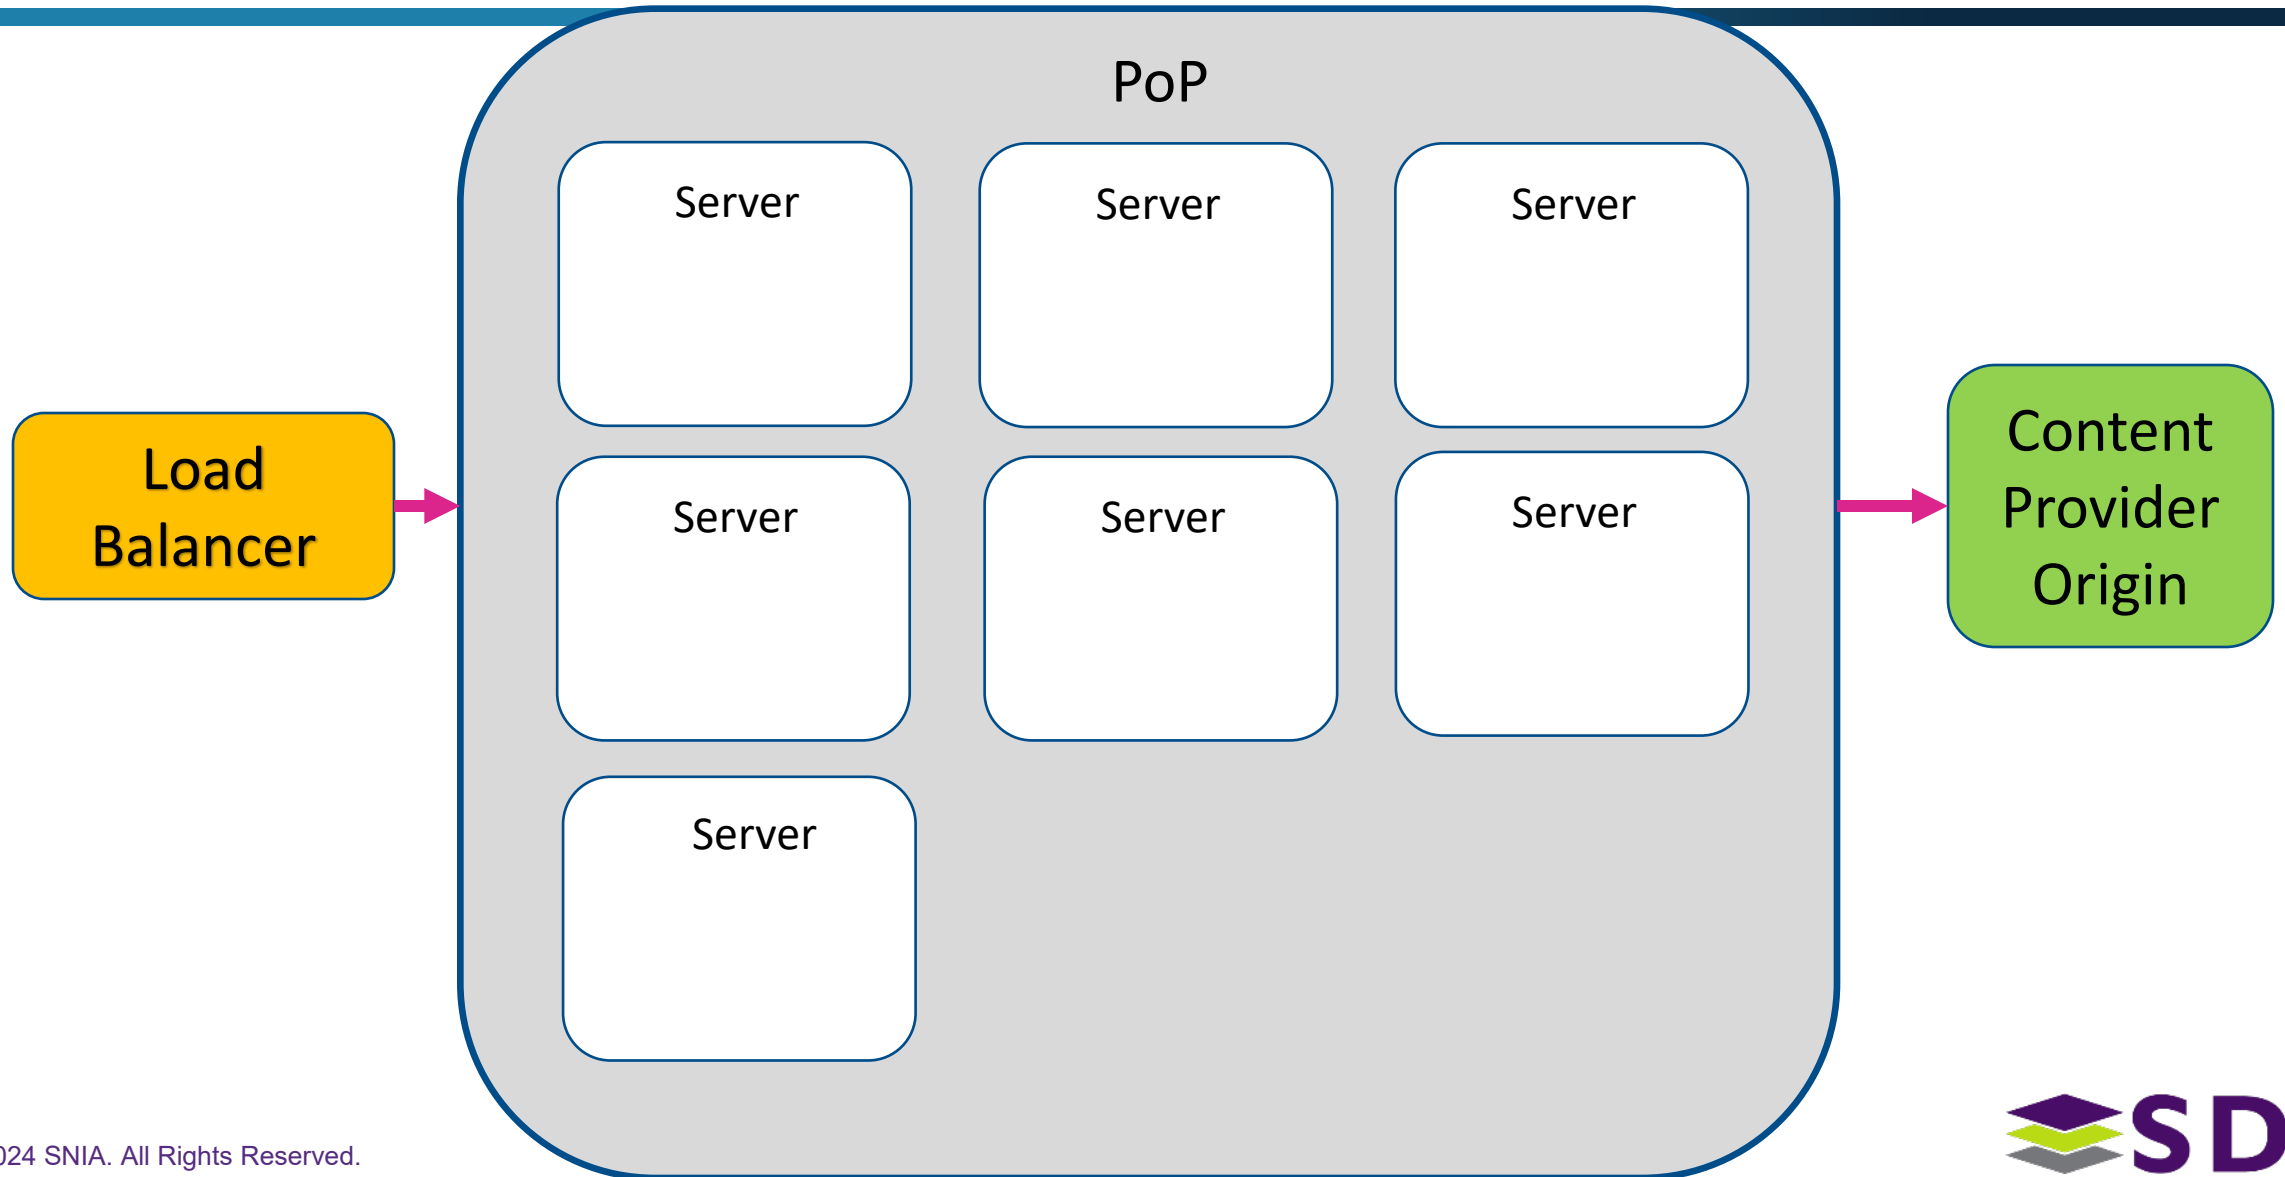 PoP
Server
Server
Server
Load
Balancer
Server
Server
Server
Content
Provider
Origin
Server
024 SNIA. All Rights Reserved.
SD